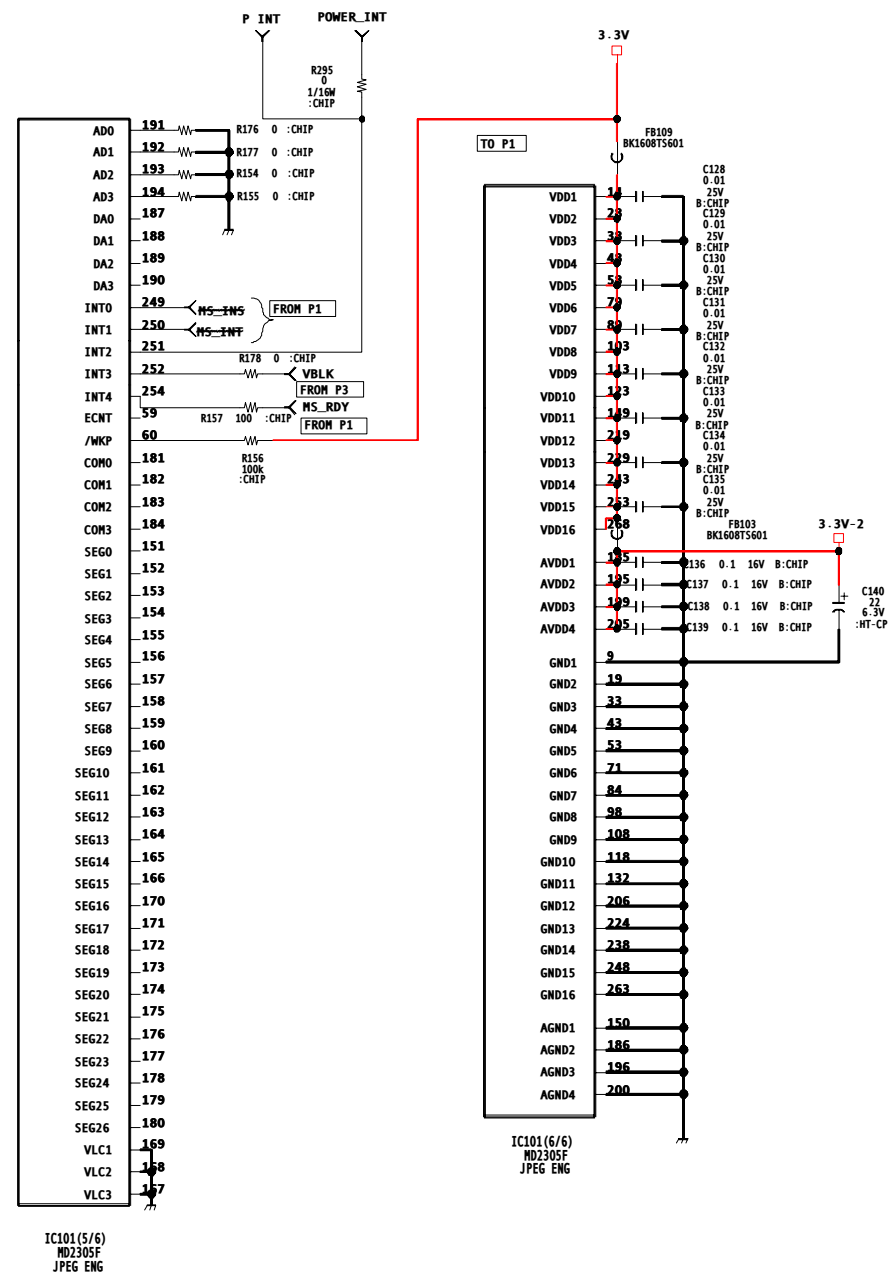 P INT
POWER_INT
R295
0
1/16W
:CHIP
3.3V
TO P1
FB109
BK1608TS601
AD0 191 R176 0 :CHIP
AD1 192 R177 0 :CHIP
AD2 193 R154 0 :CHIP
AD3 194 R155 0 :CHIP
DA0 187
DA1 188
DA2 189
DA3 190
INT0 249 MS_INS
FROM P1
INT1 250 MS_INT
INT2 251
R178 0 :CHIP
INT3 252 VBLK
FROM P3
INT4 254 MS_RDY
R157 100 :CHIP
FROM P1
ECNT 59
/WKP 60
R156
100k
:CHIP
COM0 181
COM1 182
COM2 183
COM3 184
SEG0 151
SEG1 152
SEG2 153
SEG3 154
SEG4 155
SEG5 156
SEG6 157
SEG7 158
SEG8 159
SEG9 160
SEG10 161
SEG11 162
SEG12 163
SEG13 164
SEG14 165
SEG15 166
SEG16 170
SEG17 171
SEG18 172
SEG19 173
SEG20 174
SEG21 175
SEG22 176
SEG23 177
SEG24 178
SEG25 179
SEG26 180
VLC1 169
VLC2 168
VLC3 167
IC101(5/6)
MD2305F
JPEG ENG
VDD1 14
VDD2 28
VDD3 38
VDD4 48
VDD5 58
VDD6 79
VDD7 89
VDD8 103
VDD9 113
VDD10 123
VDD11 149
VDD12 219
VDD13 229
VDD14 243
VDD15 253
VDD16 268
C128
0.01
25V
B:CHIP
C129
0.01
25V
B:CHIP
C130
0.01
25V
B:CHIP
C131
0.01
25V
B:CHIP
C132
0.01
25V
B:CHIP
C133
0.01
25V
B:CHIP
C134
0.01
25V
B:CHIP
C135
0.01
25V
B:CHIP
FB103
BK1608TS601
3.3V-2
AVDD1 185 C136 0.1 16V B:CHIP
AVDD2 195 C137 0.1 16V B:CHIP
AVDD3 199 C138 0.1 16V B:CHIP
AVDD4 205 C139 0.1 16V B:CHIP
+
C140
22
6.3V
:HT-CP
GND1 9
GND2 19
GND3 33
GND4 43
GND5 53
GND6 71
GND7 84
GND8 98
GND9 108
GND10 118
GND11 132
GND12 206
GND13 224
GND14 238
GND15 248
GND16 263
AGND1 150
AGND2 186
AGND3 196
AGND4 200
IC101(6/6)
MD2305F
JPEG ENG